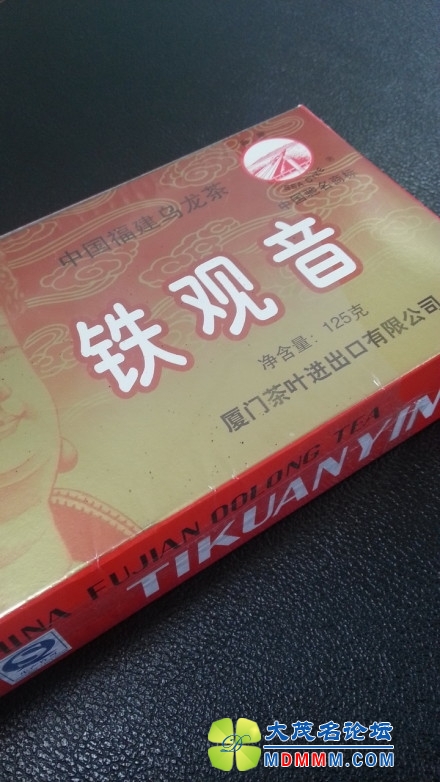 中国福建乌龙茶
铁观音
净含量：125克
厦门茶叶进出口有限公司
FUJIAN OOLONG TEA
TIKUANYIN
大茂名论坛
MDMMM.COM